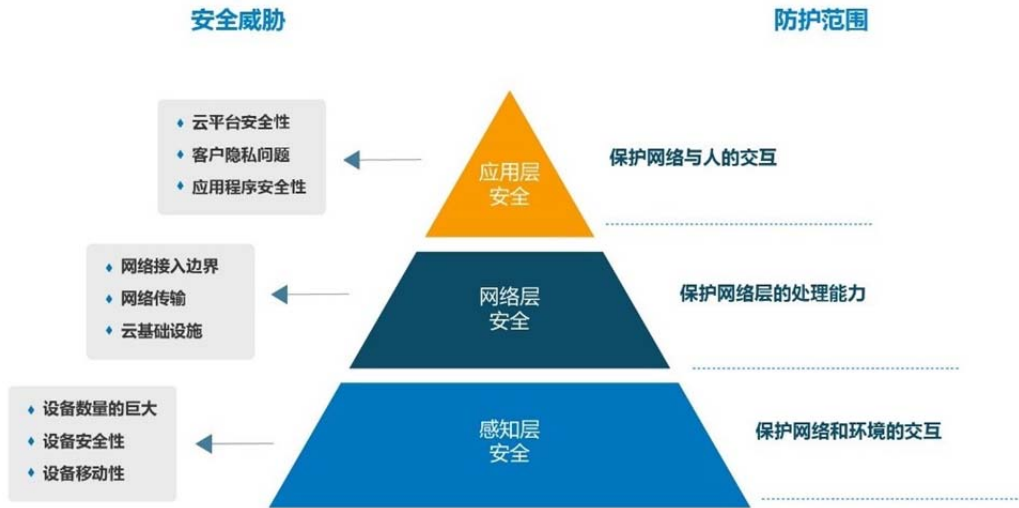 安全威胁
防护范围
云平台安全性
客户隐私问题
应用程序安全性
应用层
安全
保护网络与人的交互
网络接入边界
网络传输
云基础设施
网络层
安全
保护网络层的处理能力
设备数量的巨大
设备安全性
设备移动性
感知层
安全
保护网络和环境的交互